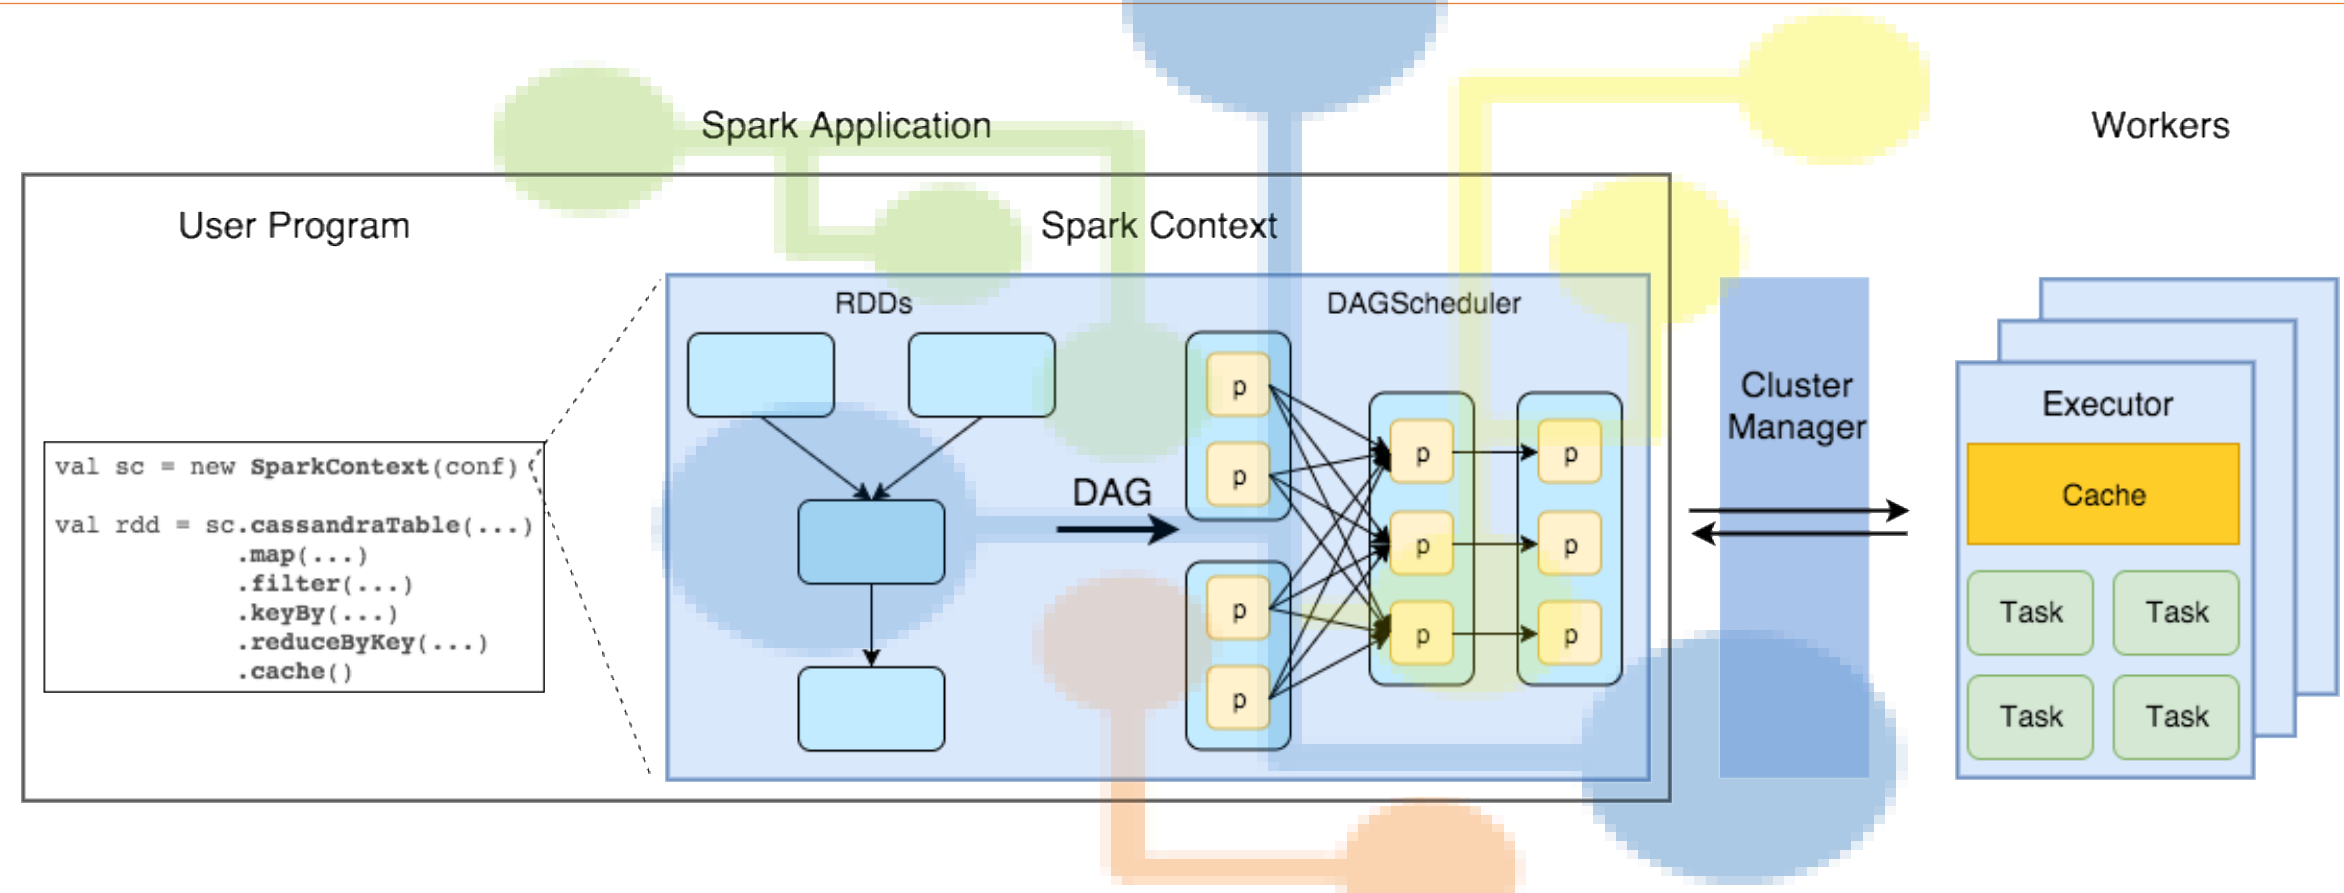 Spark Application
Workers
User Program
Spark Context
RDDs
DAGScheduler
val sc = new SparkContext(conf)
val rdd = sc.cassandraTable(...)
.map(...)
.filter(...)
.keyBy(...)
.reduceByKey(...)
.cache()
DAG
p
p
p
p
p
p
p
p
p
p
Cluster
Manager
Executor
Cache
Task
Task
Task
Task